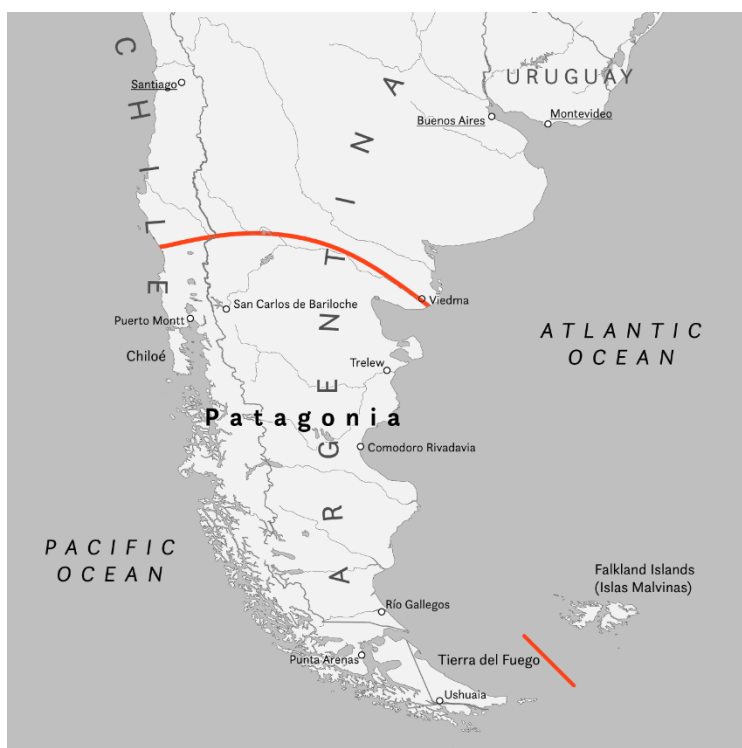 CHILE
ARGENTINA
URUGUAY
Santiago
Buenos Aires
Montevideo
Viedma
San Carlos de Bariloche
Puerto Montt
ATLANTIC
OCEAN
Chiloé
Trelew
Patagonia
Comodoro Rivadavia
PACIFIC
OCEAN
Falkland Islands
(Islas Malvinas)
Río Gallegos
Punta Arenas
Tierra del Fuego
Ushuaia